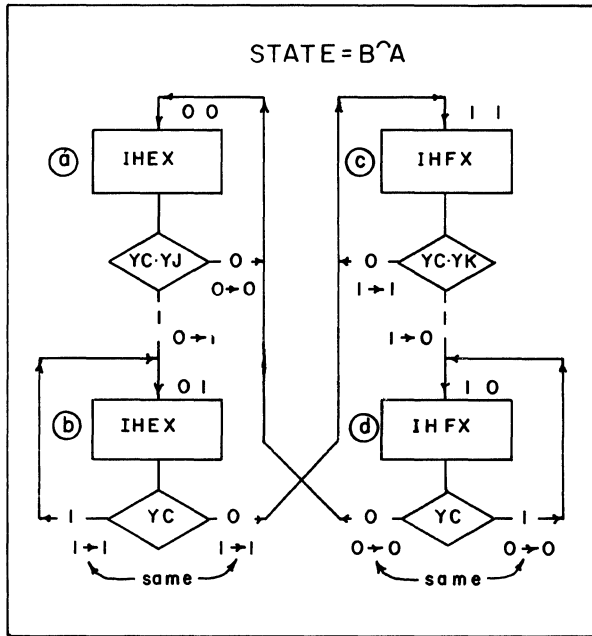 STATE = B⌒A
0 0
1 1
ⓐ IHEX
ⓒ IHFX
YC·YJ 0
0→0
0 YC·YK
1→1
1
0→1
1
1→0
0 1
1 0
ⓑ IHEX
ⓓ IHFX
1 YC 0
0 YC 1
1→1 1→1
0→0 0→0
same
same